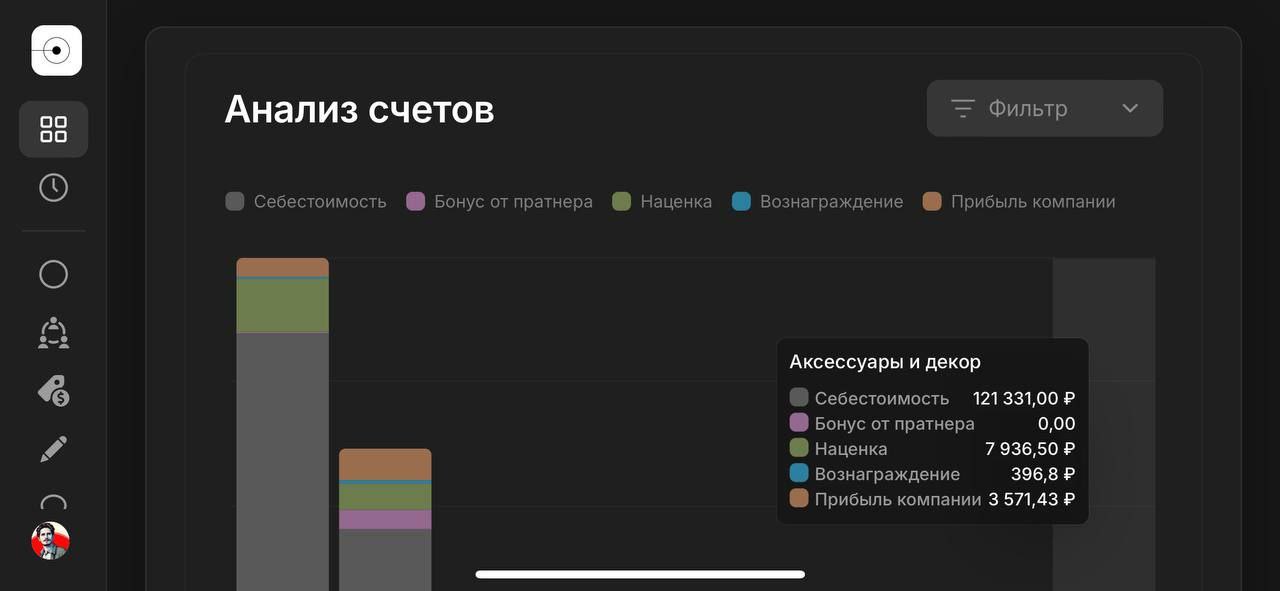 Анализ счетов
Фильтр
Себестоимость Бонус от пратнера Наценка Вознаграждение Прибыль компании
Аксессуары и декор
Себестоимость 121 331,00 ₽
Бонус от пратнера 0,00
Наценка 7 936,50 ₽
Вознаграждение 396,8 ₽
Прибыль компании 3 571,43 ₽